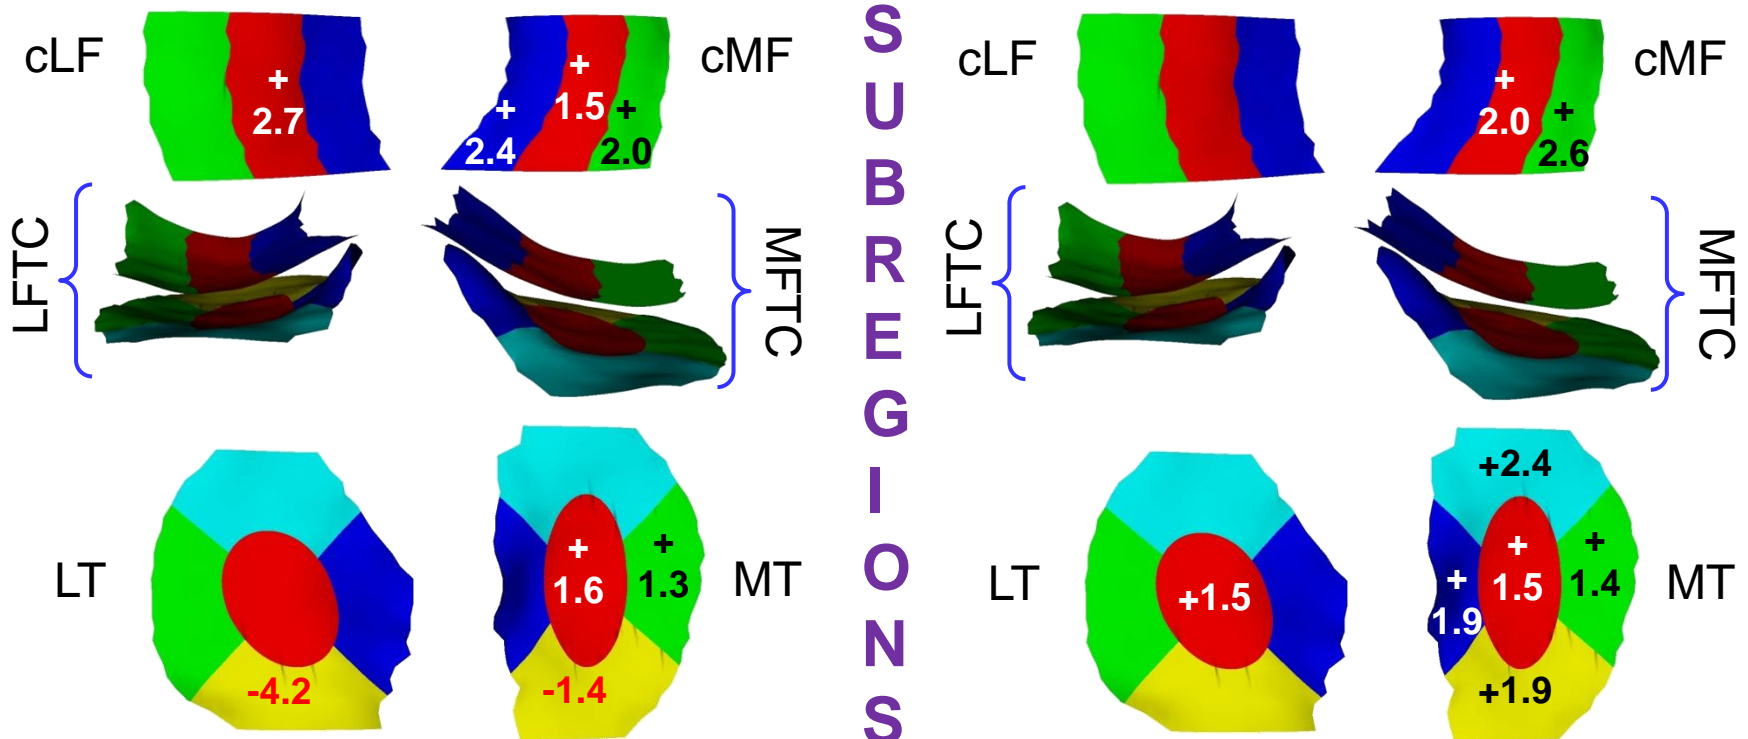 cLF
+
2.7
+
2.4
+
1.5
+
2.0
cMF
LFTC
MFTC
LT
-4.2
+
1.6
+
1.3
-1.4
MT
SUBREGIONS
cLF
+
2.0
+
2.6
cMF
LFTC
MFTC
LT
+1.5
+2.4
+
1.9
+
1.5
+
1.4
+1.9
MT